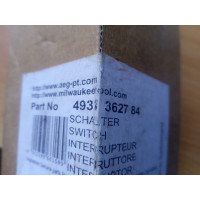 http://www.aeg-pt.com
http://www.milwaukeetool.com
Part No 4931 3627 84
SCHALTER
SWITCH
INTERRUPTEUR
INTERRUTTORE